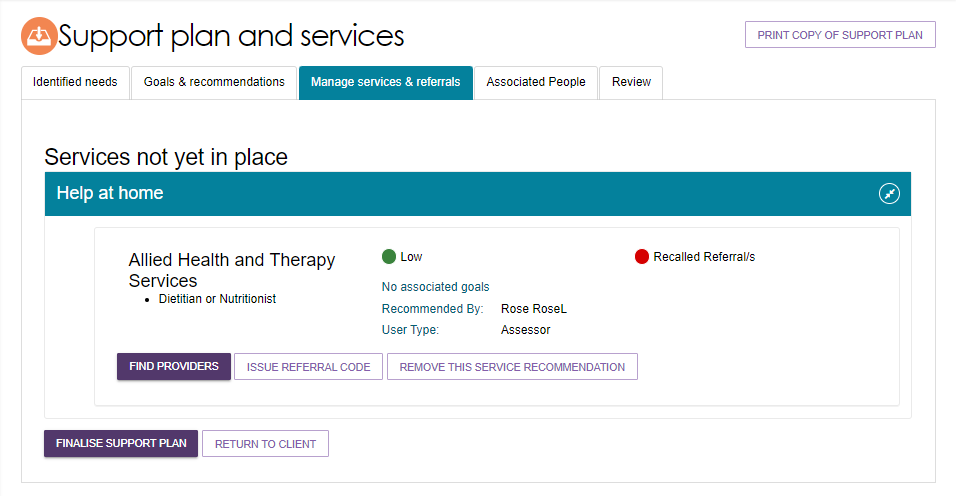 Support plan and services
PRINT COPY OF SUPPORT PLAN
Identified needs
Goals & recommendations
Manage services & referrals
Associated People
Review
Services not yet in place
Help at home
Allied Health and Therapy
Services
• Dietitian or Nutritionist
Low
Recalled Referral/s
No associated goals
Recommended By: Rose RoseL
User Type: Assessor
FIND PROVIDERS
ISSUE REFERRAL CODE
REMOVE THIS SERVICE RECOMMENDATION
FINALISE SUPPORT PLAN
RETURN TO CLIENT